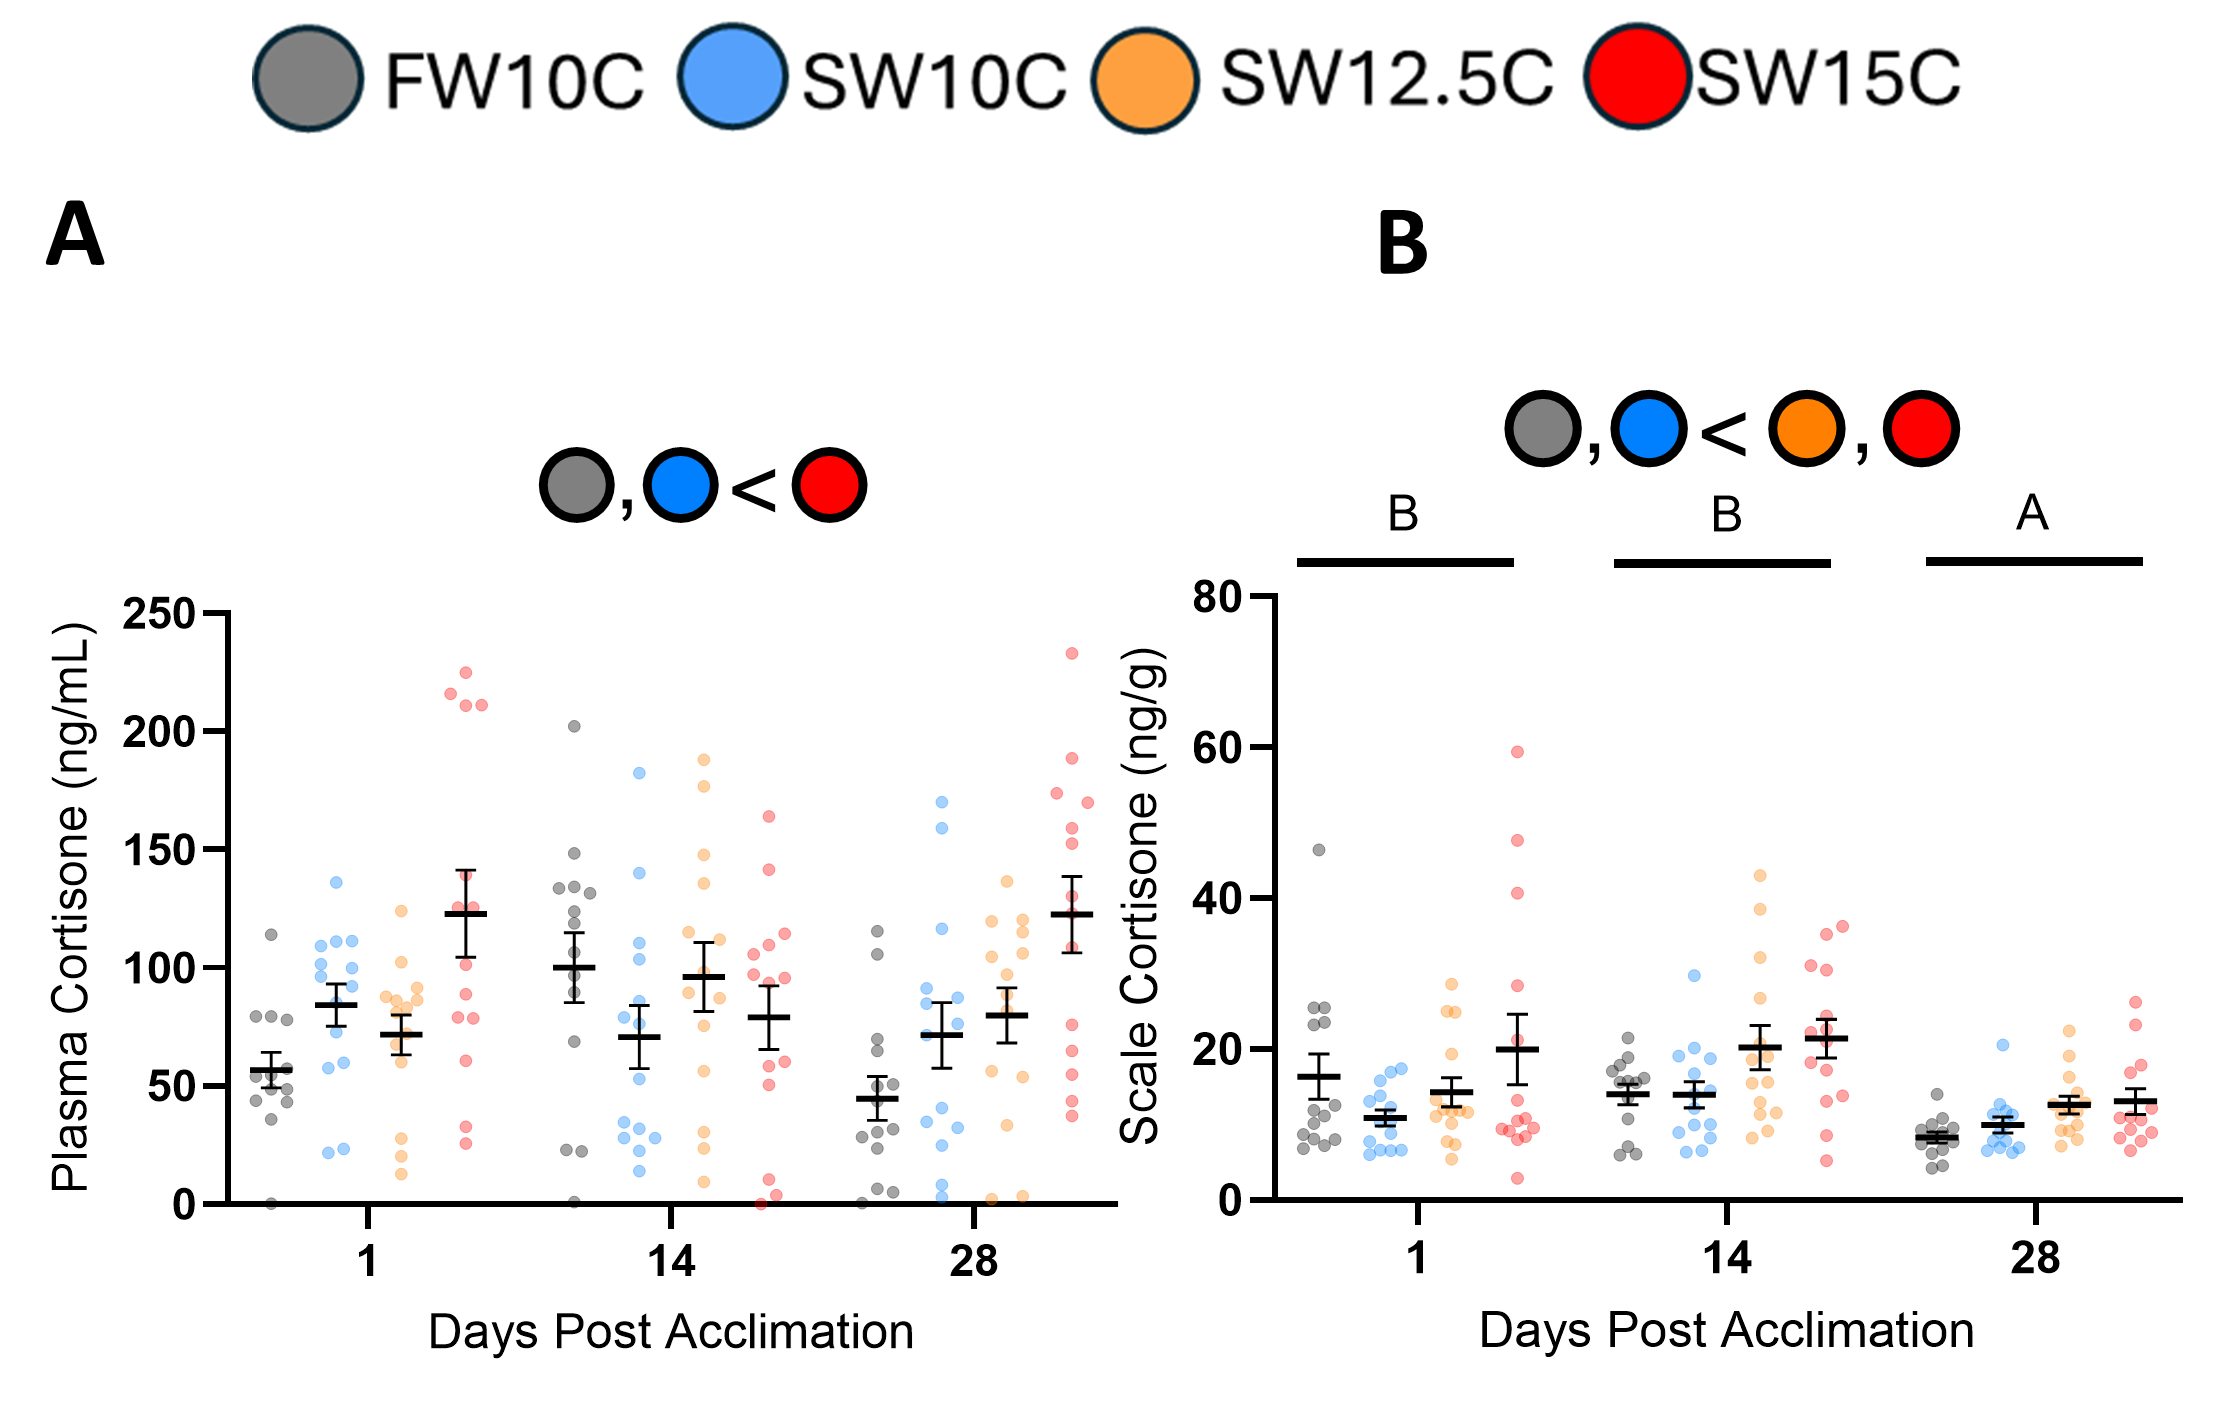 FW10C SW10C SW12.5C SW15C
A
B
, <
, < ,
B B A
250
200
150
100
50
0
Plasma Cortisone (ng/mL)
1 14 28
Days Post Acclimation
80
60
40
20
0
Scale Cortisone (ng/g)
1 14 28
Days Post Acclimation